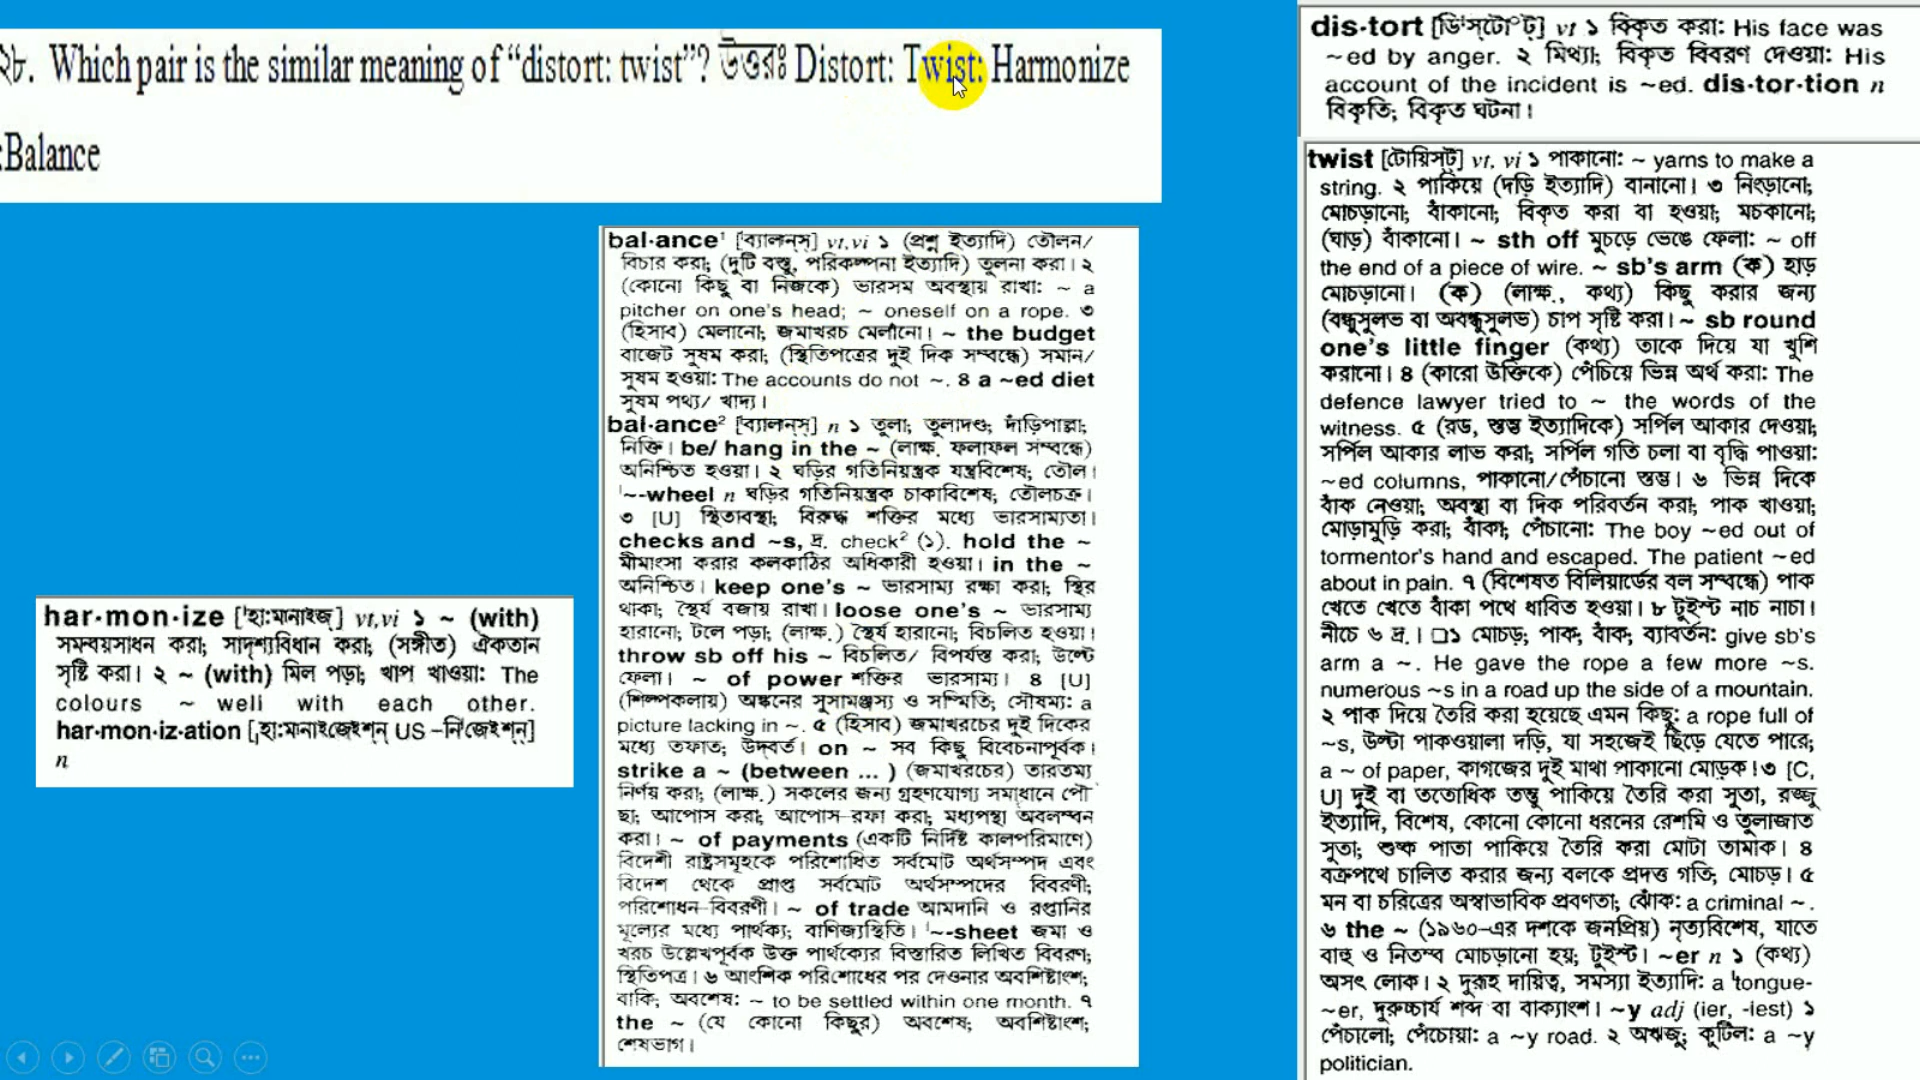 ২৮. Which pair is the similar meaning of “distort: twist”? উত্তরঃ Distort: Twist: Harmonize
:Balance
dis·tort [ডিস্টোট্] vt ১ বিকৃত করা: His face was
~ed by anger. ২ মিথ্যা; বিকৃত বিবরণ দেওয়া: His
account of the incident is ~ed. dis·tor·tion n
বিকৃতি; বিকৃত ঘটনা।
twist [টোয়িস্ট্] vt, vi ১ পাকানো: ~ yarns to make a
string. ২ পাকিয়ে (দড়ি ইত্যাদি) বানানো। ৩ নিংড়ানো;
মোচড়ানো; বাঁকানো; বিকৃত করা বা হওয়া; মচকানো;
(ঘাড়) বাঁকানো। ~ sth off মুচড়ে ভেঙে ফেলা: ~ off
the end of a piece of wire. ~ sb's arm (ক) হাড়
মোচড়ানো। (ক) (লাক্ষ., কথ্য) কিছু করার জন্য
(বন্ধুসুলভ বা অবন্ধুসুলভ) চাপ সৃষ্টি করা। ~ sb round
one's little finger (কথ্য) তাকে দিয়ে যা খুশি
করানো। ৪ (কারো উক্তিকে) পেঁচিয়ে ভিন্ন অর্থ করা: The
defence lawyer tried to ~ the words of the
witness. ৫ (রড, স্তম্ভ ইত্যাদিকে) সর্পিল আকার দেওয়া;
সর্পিল আকার লাভ করা; সর্পিল গতি চলা বা বৃদ্ধি পাওয়া:
~ed columns, পাকানো/পেঁচানো স্তম্ভ। ৬ ভিন্ন দিকে
বাঁক নেওয়া; অবস্থা বা দিক পরিবর্তন করা; পাক খাওয়া;
মোড়ামুড়ি করা; বাঁকা; পেঁচানো: The boy ~ed out of
tormentor's hand and escaped. The patient ~ed
about in pain. ৭ (বিশেষত বিলিয়ার্ডের বল সম্বন্ধে) পাক
খেতে খেতে বাঁকা পথে ধাবিত হওয়া। ৮ টুইস্ট নাচ নাচা।
নীচে ৬ দ্র.। □১ মোচড়; পাক; বাঁক; ব্যাবর্তন: give sb's
arm a ~. He gave the rope a few more ~s.
numerous ~s in a road up the side of a mountain.
২ পাক দিয়ে তৈরি করা হয়েছে এমন কিছু: a rope full of
~s, উল্টা পাকওয়ালা দড়ি, যা সহজেই ছিঁড়ে যেতে পারে;
a ~ of paper, কাগজের দুই মাথা পাকানো মোড়ক। ৩ [C,
U] দুই বা ততোধিক তন্তু পাকিয়ে তৈরি করা সুতা, রজ্জু
ইত্যাদি, বিশেষ, কোনো কোনো ধরনের রেশমি ও তুলাজাত
সুতা; শুষ্ক পাতা পাকিয়ে তৈরি করা মোটা তামাক। ৪
বক্রপথে চালিত করার জন্য বলকে প্রদত্ত গতি; মোচড়। ৫
মন বা চরিত্রের অস্বাভাবিক প্রবণতা; ঝোঁক: a criminal ~.
৬ the ~ (১৯৬০-এর দশকে জনপ্রিয়) নৃত্যবিশেষ, যাতে
বাহু ও নিতম্ব মোচড়ানো হয়; টুইস্ট। ~er n ১ (কথ্য)
অসৎ লোক। ২ দুরূহ দায়িত্ব, সমস্যা ইত্যাদি: a tongue-
~er, দুরুচ্চার্য শব্দ বা বাক্যাংশ। ~y adj (ier, -iest) ১
পেঁচালো; পেঁচোয়া: a ~y road. ২ অঋজু; কুটিল: a ~y
politician.
bal·ance¹ [ব্যালান্স্] vt,vi ১ (প্রশ্ন ইত্যাদি) তৌলন/
বিচার করা; (দুটি বস্তু, পরিকল্পনা ইত্যাদি) তুলনা করা। ২
(কোনো কিছু বা নিজকে) ভারসম অবস্থায় রাখা: ~ a
pitcher on one's head; ~ oneself on a rope. ৩
(হিসাব) মেলানো; জমাখরচ মেলানো। ~ the budget
বাজেট সুষম করা; (স্থিতিপত্রের দুই দিক সম্বন্ধে) সমান/
সুষম হওয়া: The accounts do not ~. ৪ a ~ed diet
সুষম পথ্য/ খাদ্য।
bal·ance² [ব্যালান্স্] n ১ তুলা; তুলাদণ্ড; দাঁড়িপাল্লা;
নিক্তি। be/ hang in the ~ (লাক্ষ. ফলাফল সম্বন্ধে)
অনিশ্চিত হওয়া। ২ ঘড়ির গতিনিয়ন্ত্রক যন্ত্রবিশেষ; তৌল।
'~-wheel n ঘড়ির গতিনিয়ন্ত্রক চাকাবিশেষ; তৌলচক্র।
৩ [U] স্থিতাবস্থা; বিরুদ্ধ শক্তির মধ্যে ভারসাম্যতা।
checks and ~s, দ্র. check² (১). hold the ~
মীমাংসা করার কলকাঠির অধিকারী হওয়া। in the ~
অনিশ্চিত। keep one's ~ ভারসাম্য রক্ষা করা; স্থির
থাকা; স্থৈর্য বজায় রাখা। loose one's ~ ভারসাম্য
হারানো; টলে পড়া; (লাক্ষ.) স্থৈর্য হারানো; বিচলিত হওয়া।
throw sb off his ~ বিচলিত/ বিপর্যস্ত করা; উল্টে
ফেলা। ~ of power শক্তির ভারসাম্য। ৪ [U]
(শিল্পকলায়) অঙ্কনের সুসামঞ্জস্য ও সম্মিতি; সৌষম্য: a
picture lacking in ~. ৫ (হিসাব) জমাখরচের দুই দিকের
মধ্যে তফাত; উদ্বর্ত। on ~ সব কিছু বিবেচনাপূর্বক।
strike a ~ (between ... ) (জমাখরচের) তারতম্য
নির্ণয় করা; (লাক্ষ.) সকলের জন্য গ্রহণযোগ্য সমাধানে পৌ
ছা; আপোস করা; আপোস-রফা করা; মধ্যপন্থা অবলম্বন
করা। ~ of payments (একটি নির্দিষ্ট কালপরিমাণে)
বিদেশী রাষ্ট্রসমূহকে পরিশোধিত সর্বমোট অর্থসম্পদ এবং
বিদেশ থেকে প্রাপ্ত সর্বমোট অর্থসম্পদের বিবরণী;
পরিশোধন-বিবরণী। ~ of trade আমদানি ও রপ্তানির
মূল্যের মধ্যে পার্থক্য; বাণিজ্যস্থিতি। '~-sheet জমা ও
খরচ উল্লেখপূর্বক উক্ত পার্থক্যের বিস্তারিত লিখিত বিবরণ;
স্থিতিপত্র। ৬ আংশিক পরিশোধের পর দেওনার অবশিষ্টাংশ;
বাকি; অবশেষ: ~ to be settled within one month. ৭
the ~ (যে কোনো কিছুর) অবশেষ; অবশিষ্টাংশ;
শেষভাগ।
har·mon·ize ['হা:মানাইজ্] vt,vi ১ ~ (with)
সমন্বয়সাধন করা; সাদৃশ্যবিধান করা; (সঙ্গীত) ঐকতান
সৃষ্টি করা। ২ ~ (with) মিল পড়া; খাপ খাওয়া: The
colours ~ well with each other.
har·mon·iz·ation [,হা:মানাইজেইশ্ন্ US –নি'জেইশ্ন্]
n